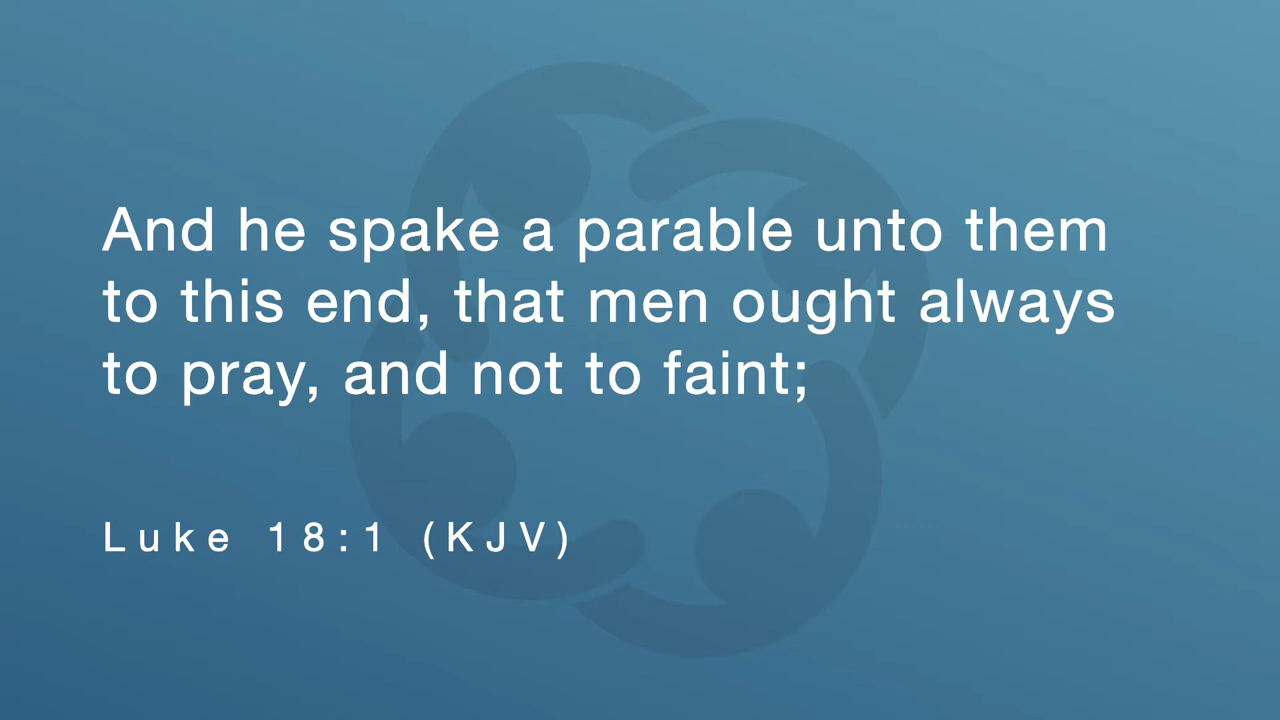 And he spake a parable unto them
to this end, that men ought always
to pray, and not to faint;
Luke 18:1 (KJV)